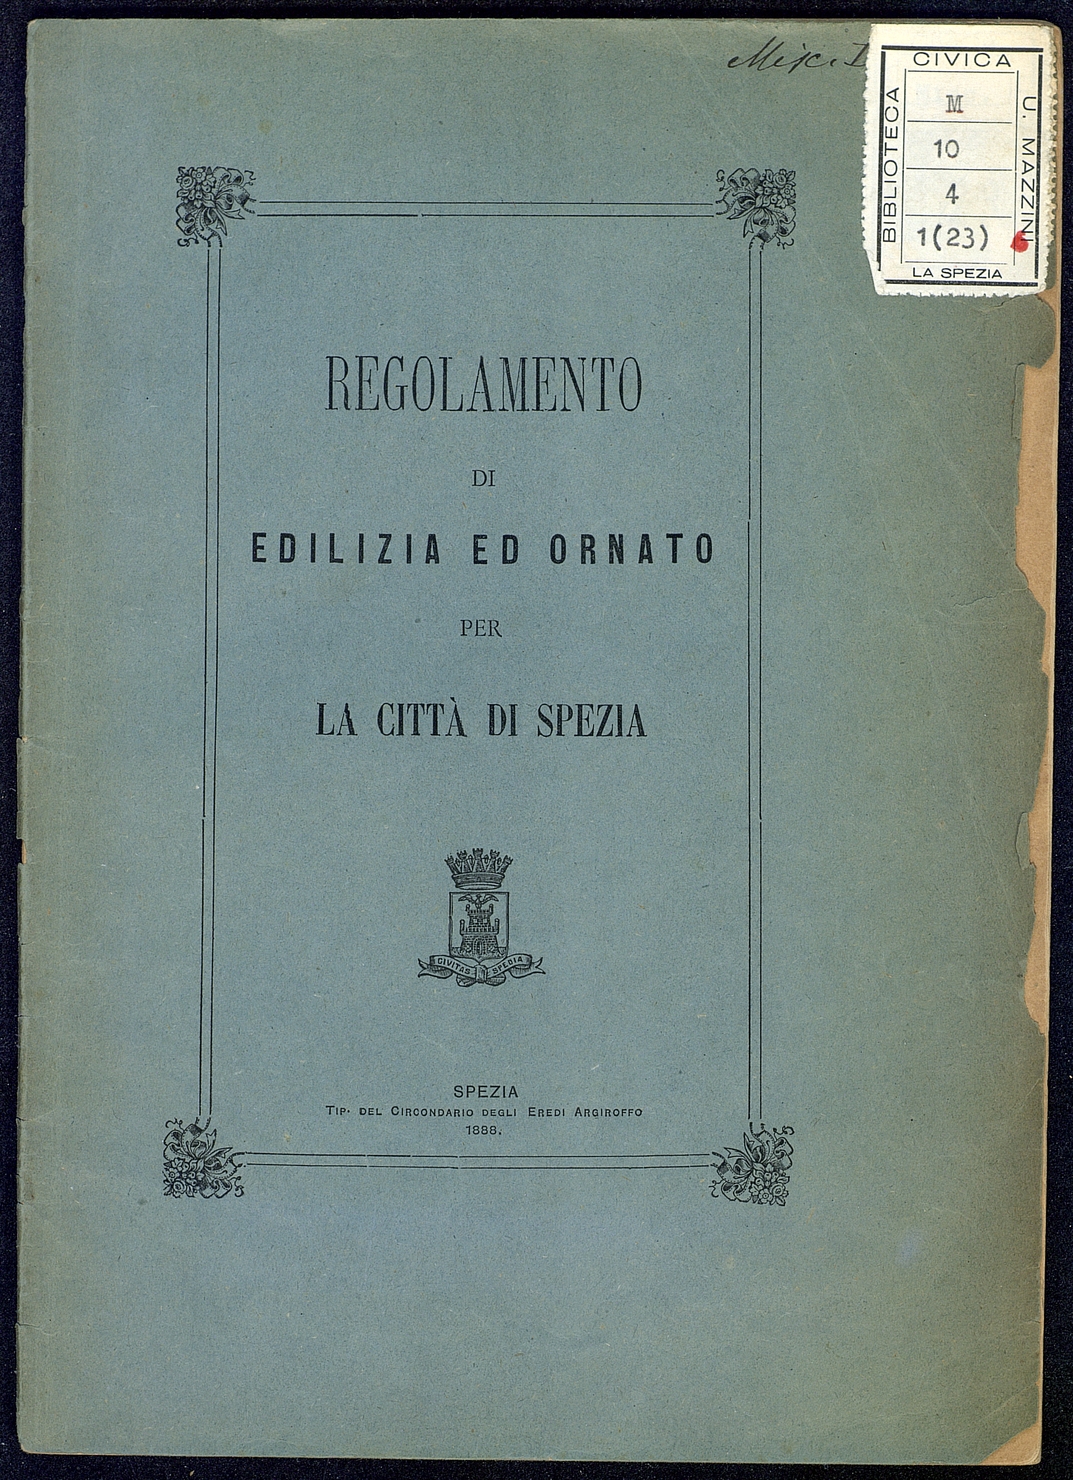 Misc. I
CIVICA
BIBLIOTECA
U. MAZZINI
M
10
4
1(23)
LA SPEZIA
REGOLAMENTO
DI
EDILIZIA ED ORNATO
PER
LA CITTÀ DI SPEZIA
CIVITAS SPEDIA
SPEZIA
TIP. DEL CIRCONDARIO DEGLI EREDI ARGIROFFO
1888.